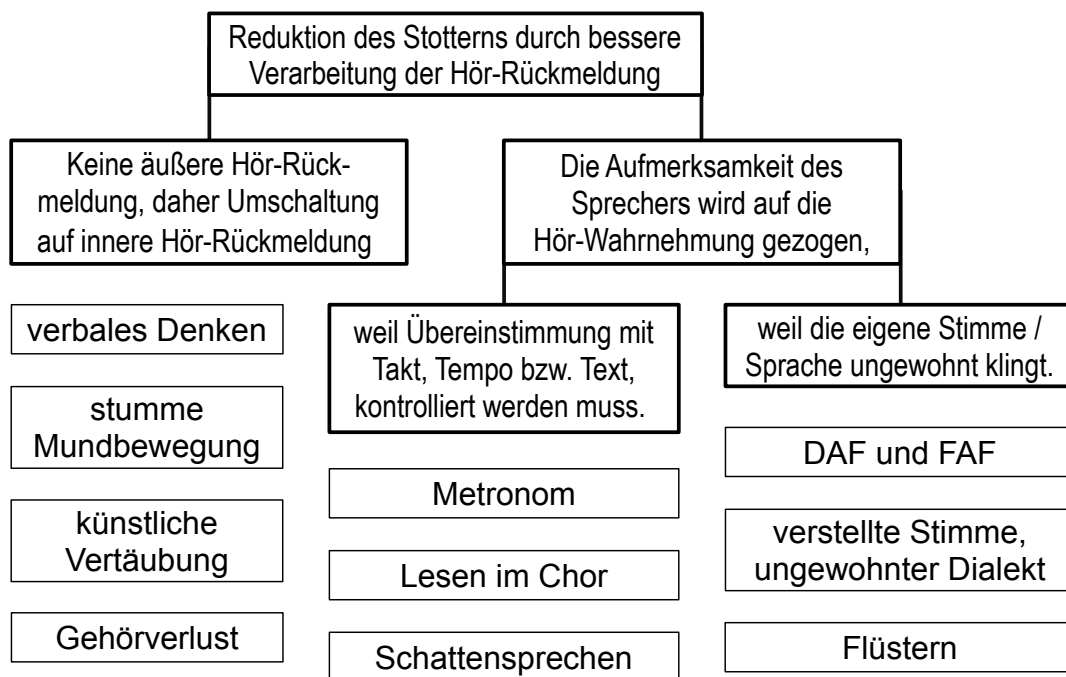 Reduktion des Stotterns durch bessere
Verarbeitung der Hör-Rückmeldung
Keine äußere Hör-Rück-
meldung, daher Umschaltung
auf innere Hör-Rückmeldung
Die Aufmerksamkeit des
Sprechers wird auf die
Hör-Wahrnehmung gezogen,
verbales Denken
stumme
Mundbewegung
künstliche
Vertäubung
Gehörverlust
weil Übereinstimmung mit
Takt, Tempo bzw. Text,
kontrolliert werden muss.
Metronom
Lesen im Chor
Schattensprechen
weil die eigene Stimme /
Sprache ungewohnt klingt.
DAF und FAF
verstellte Stimme,
ungewohnter Dialekt
Flüstern